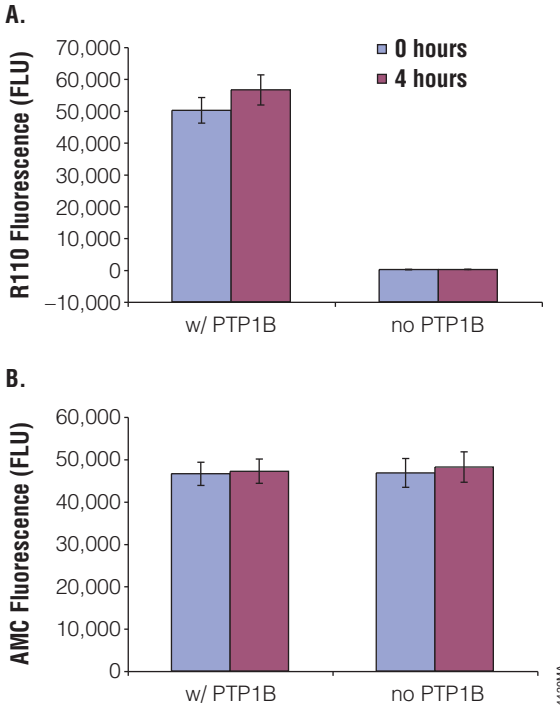 A.
R110 Fluorescence (FLU)
70,000
60,000
50,000
40,000
30,000
20,000
10,000
0
–10,000
0 hours
4 hours
w/ PTP1B
no PTP1B
B.
AMC Fluorescence (FLU)
60,000
50,000
40,000
30,000
20,000
10,000
0
w/ PTP1B
no PTP1B